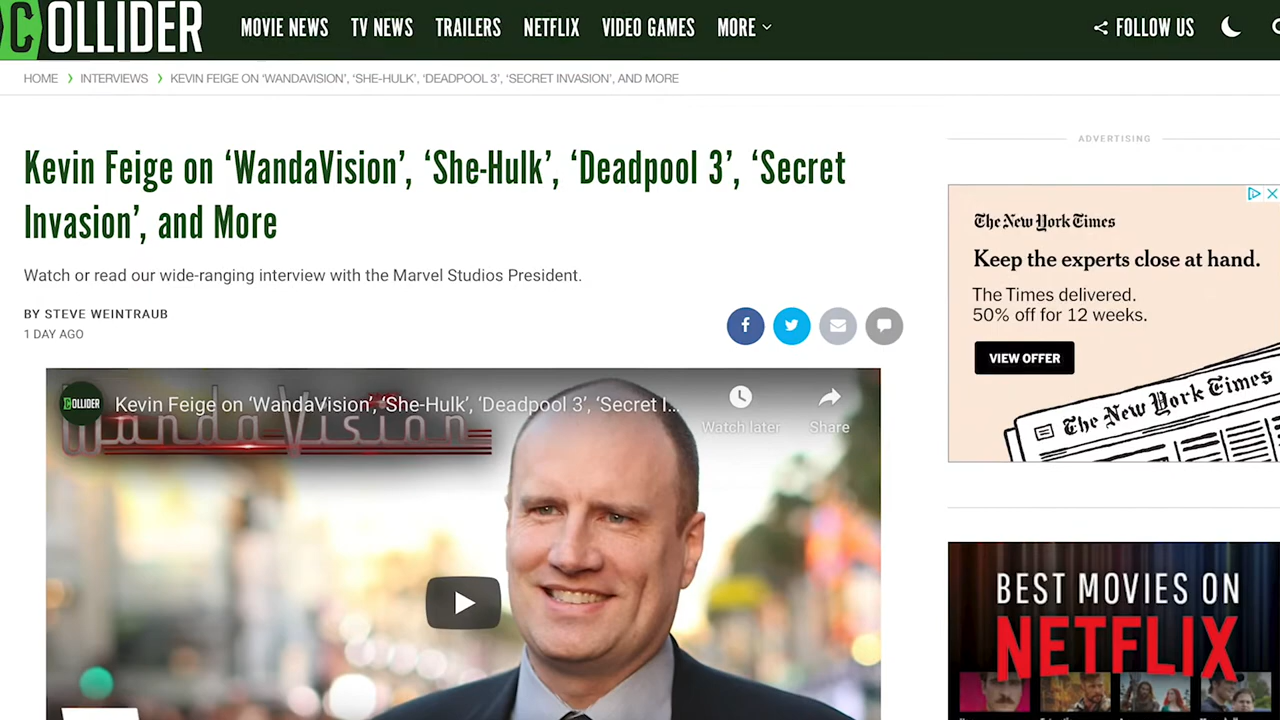 COLLIDER
MOVIE NEWS TV NEWS TRAILERS NETFLIX VIDEO GAMES MORE FOLLOW US
HOME INTERVIEWS KEVIN FEIGE ON ‘WANDAVISION’, ‘SHE-HULK’, ‘DEADPOOL 3’, ‘SECRET INVASION’, AND MORE
Kevin Feige on ‘WandaVision’, ‘She-Hulk’, ‘Deadpool 3’, ‘Secret
Invasion’, and More
Watch or read our wide-ranging interview with the Marvel Studios President.
BY STEVE WEINTRAUB
1 DAY AGO
COLLIDER
Kevin Feige on ‘WandaVision’, ‘She-Hulk’, ‘Deadpool 3’, ‘Secret I...
WandaVision
Watch later
Share
ADVERTISING
The New York Times
Keep the experts close at hand.
The Times delivered.
50% off for 12 weeks.
VIEW OFFER
The New York Times
BEST MOVIES ON
NETFLIX